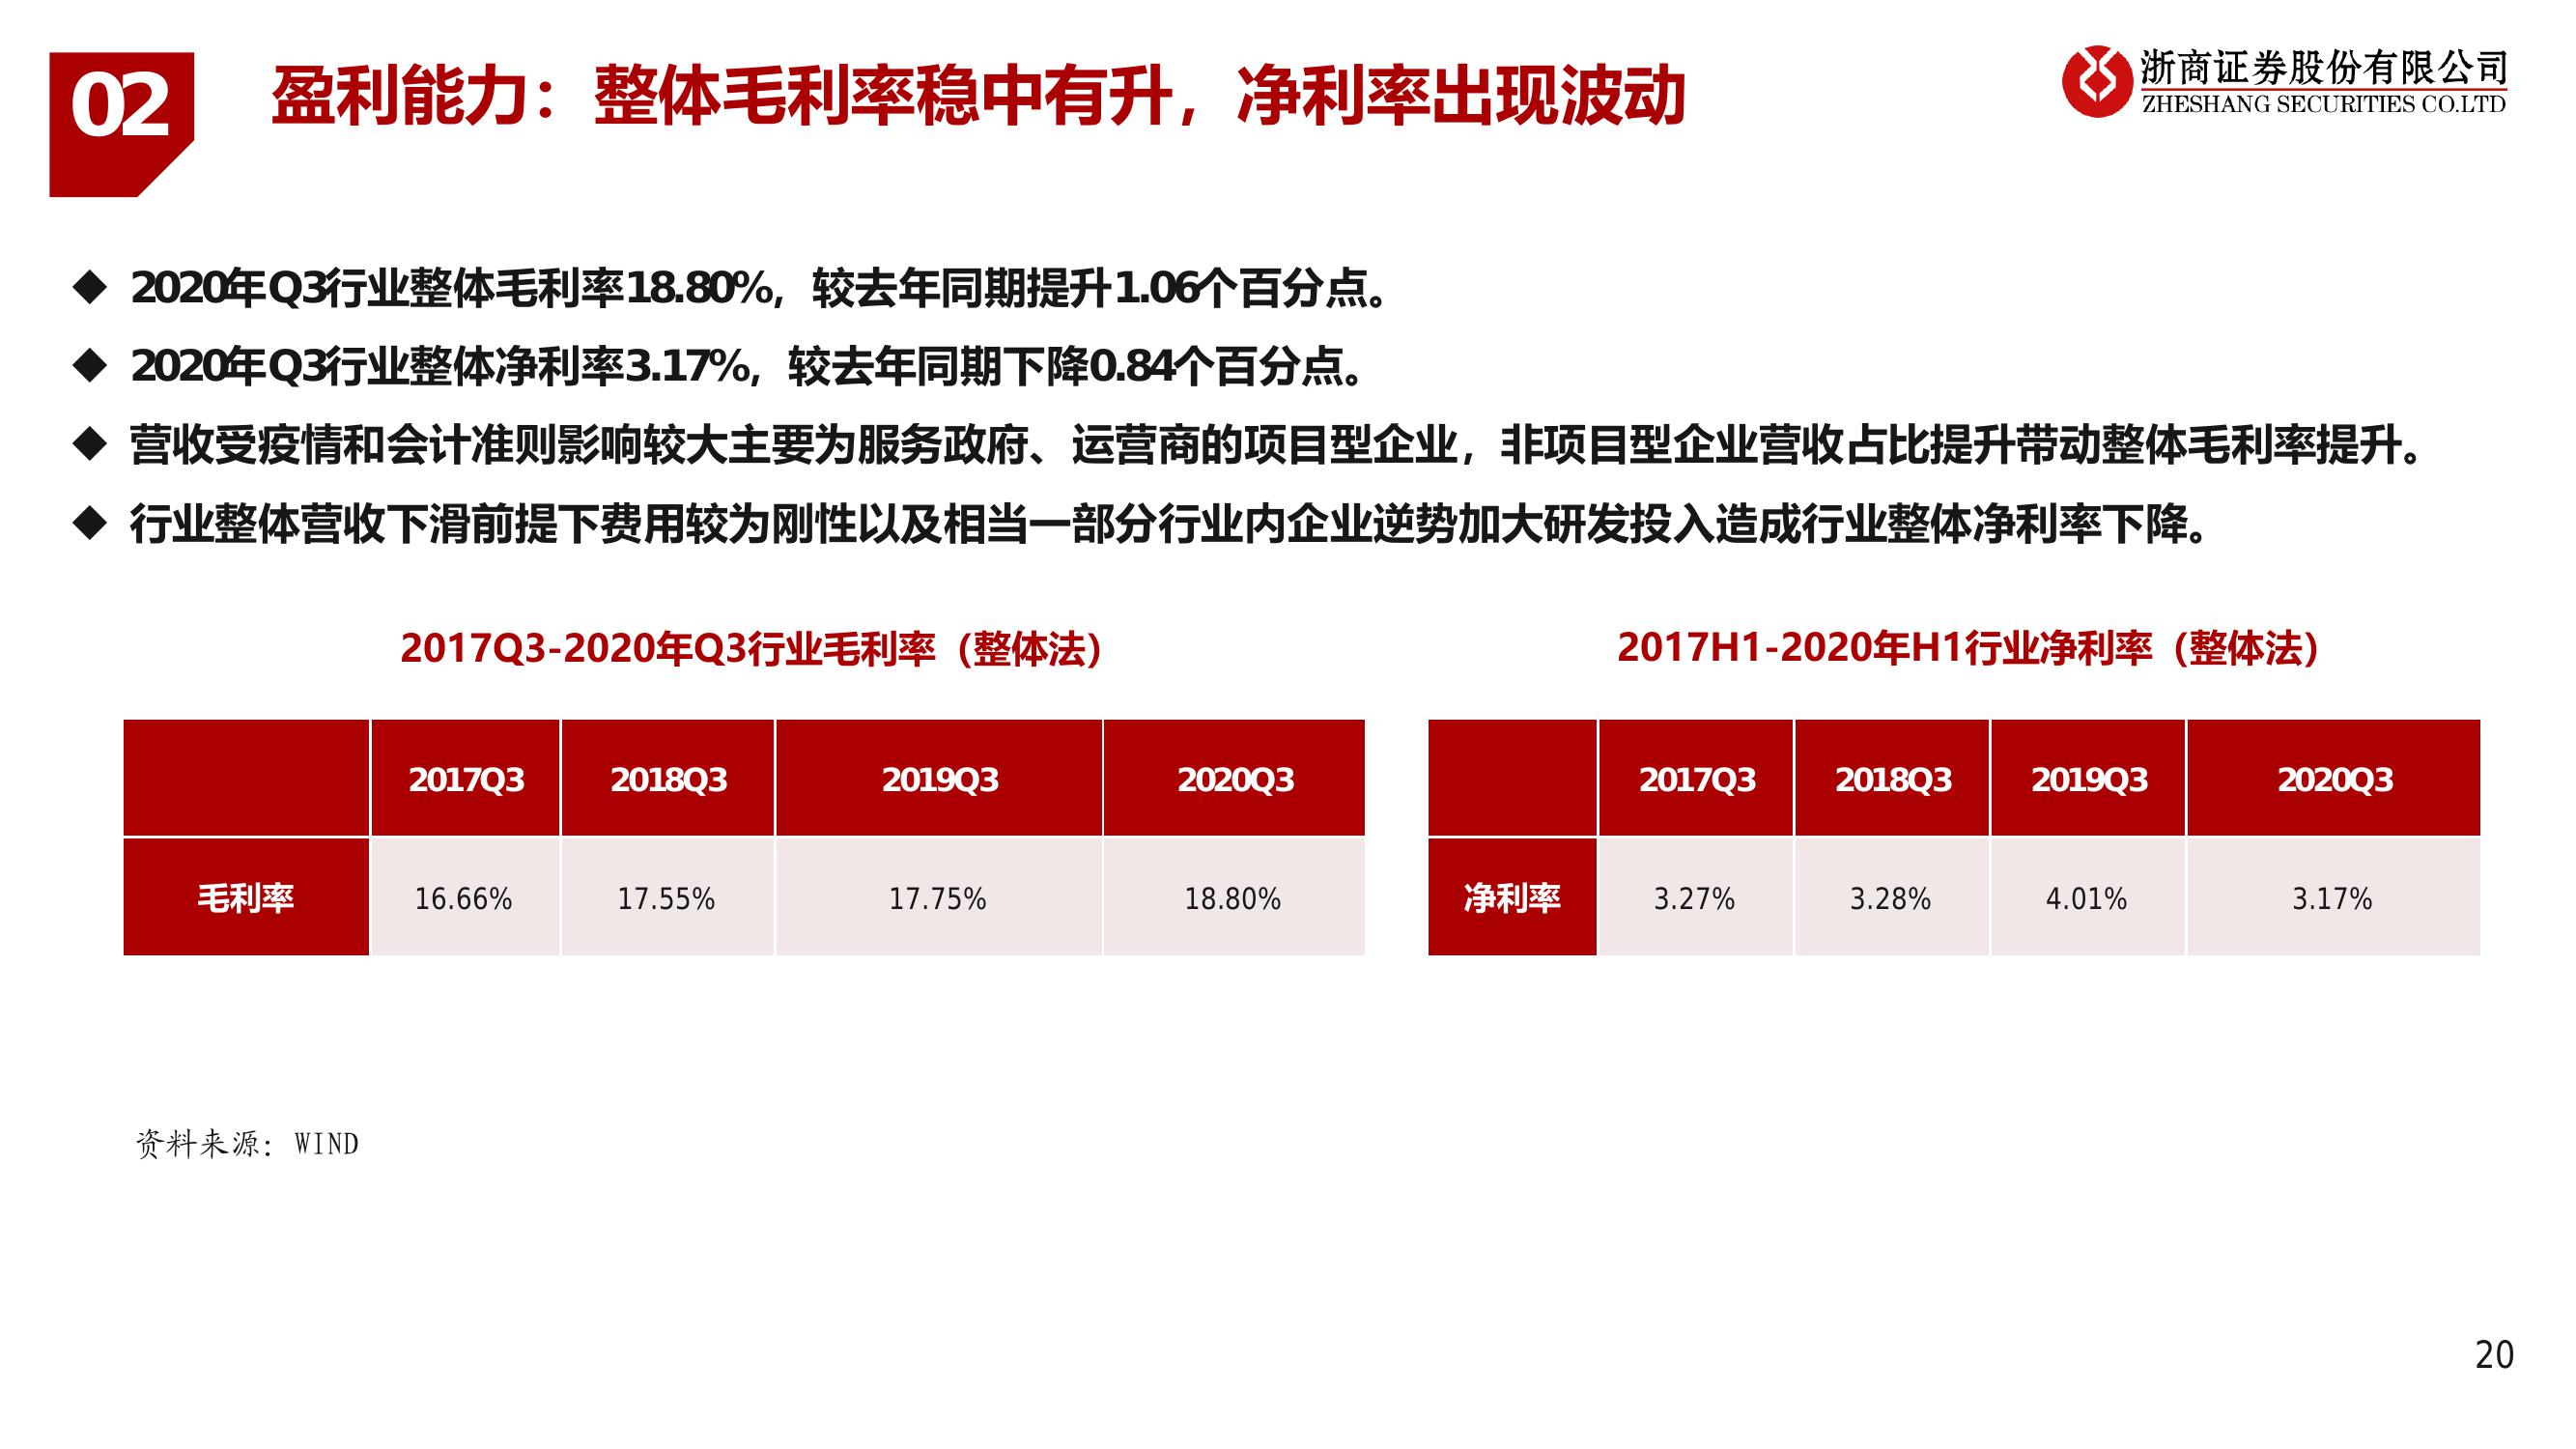 02
盈利能力：整体毛利率稳中有升，净利率出现波动
浙商证券股份有限公司
ZHESHANG SECURITIES CO.LTD
◆ 2020年Q3行业整体毛利率18.80%，较去年同期提升1.06个百分点。
◆ 2020年Q3行业整体净利率3.17%，较去年同期下降0.84个百分点。
◆ 营收受疫情和会计准则影响较大主要为服务政府、运营商的项目型企业，非项目型企业营收占比提升带动整体毛利率提升。
◆ 行业整体营收下滑前提下费用较为刚性以及相当一部分行业内企业逆势加大研发投入造成行业整体净利率下降。
2017Q3-2020年Q3行业毛利率（整体法）
2017Q3 2018Q3 2019Q3 2020Q3
毛利率 16.66% 17.55% 17.75% 18.80%
2017H1-2020年H1行业净利率（整体法）
2017Q3 2018Q3 2019Q3 2020Q3
净利率 3.27% 3.28% 4.01% 3.17%
资料来源：WIND
20